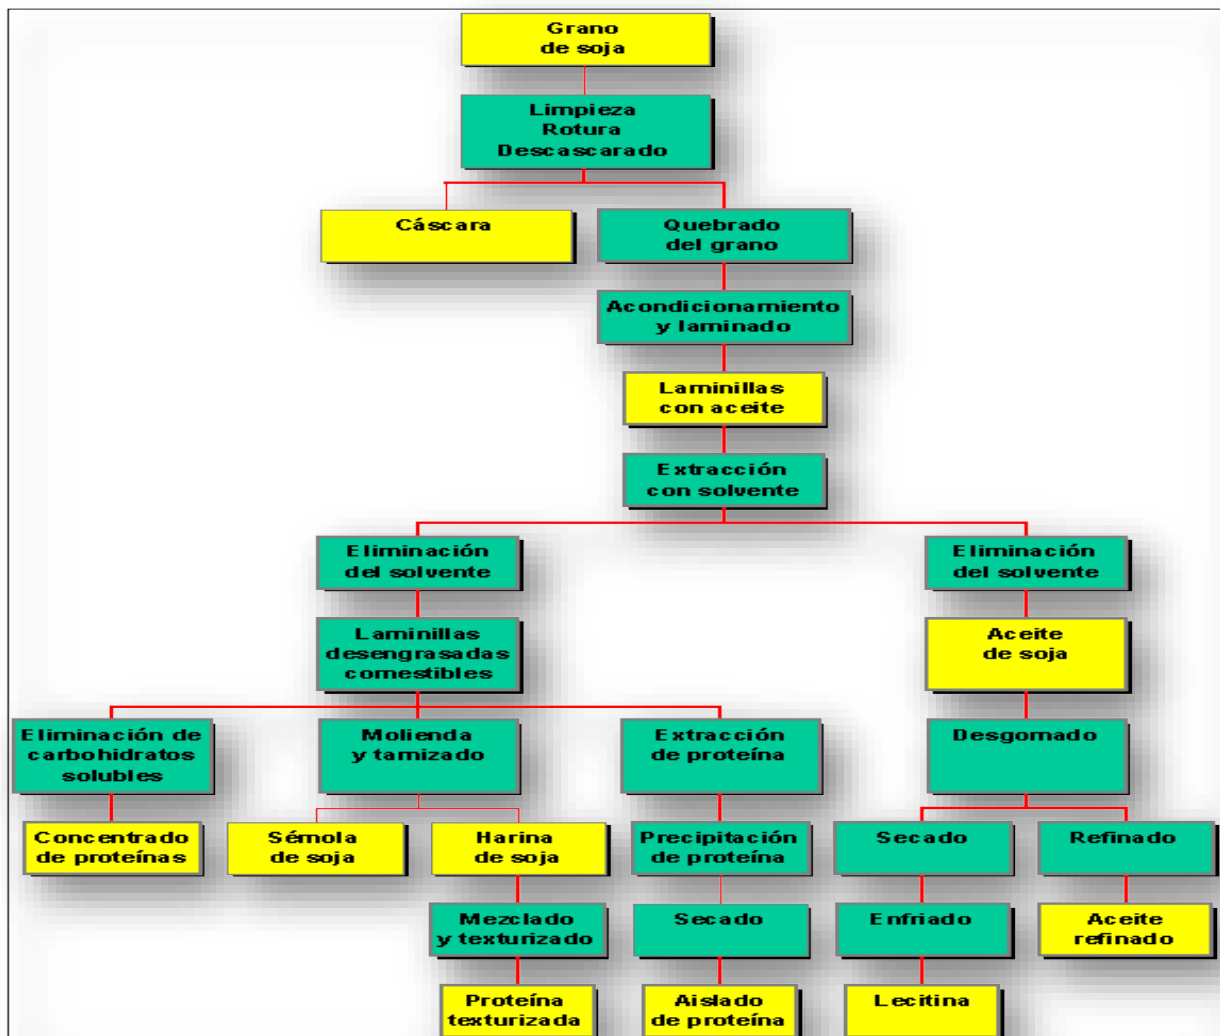 Grano
de soja
Limpieza
Rotura
Descascarado
Cáscara
Quebrado
del grano
Acondicionamiento
y laminado
Laminillas
con aceite
Extracción
con solvente
Eliminación
del solvente
Eliminación
del solvente
Laminillas
desengrasadas
comestibles
Aceite
de soja
Eliminación de
carbohidratos
solubles
Molienda
y tamizado
Extracción
de proteína
Desgomado
Concentrado
de proteínas
Sémola
de soja
Harina
de soja
Precipitación
de proteína
Secado
Refinado
Mezclado
y texturizado
Secado
Enfriado
Aceite
refinado
Proteína
texturizada
Aislado
de proteína
Lecitina